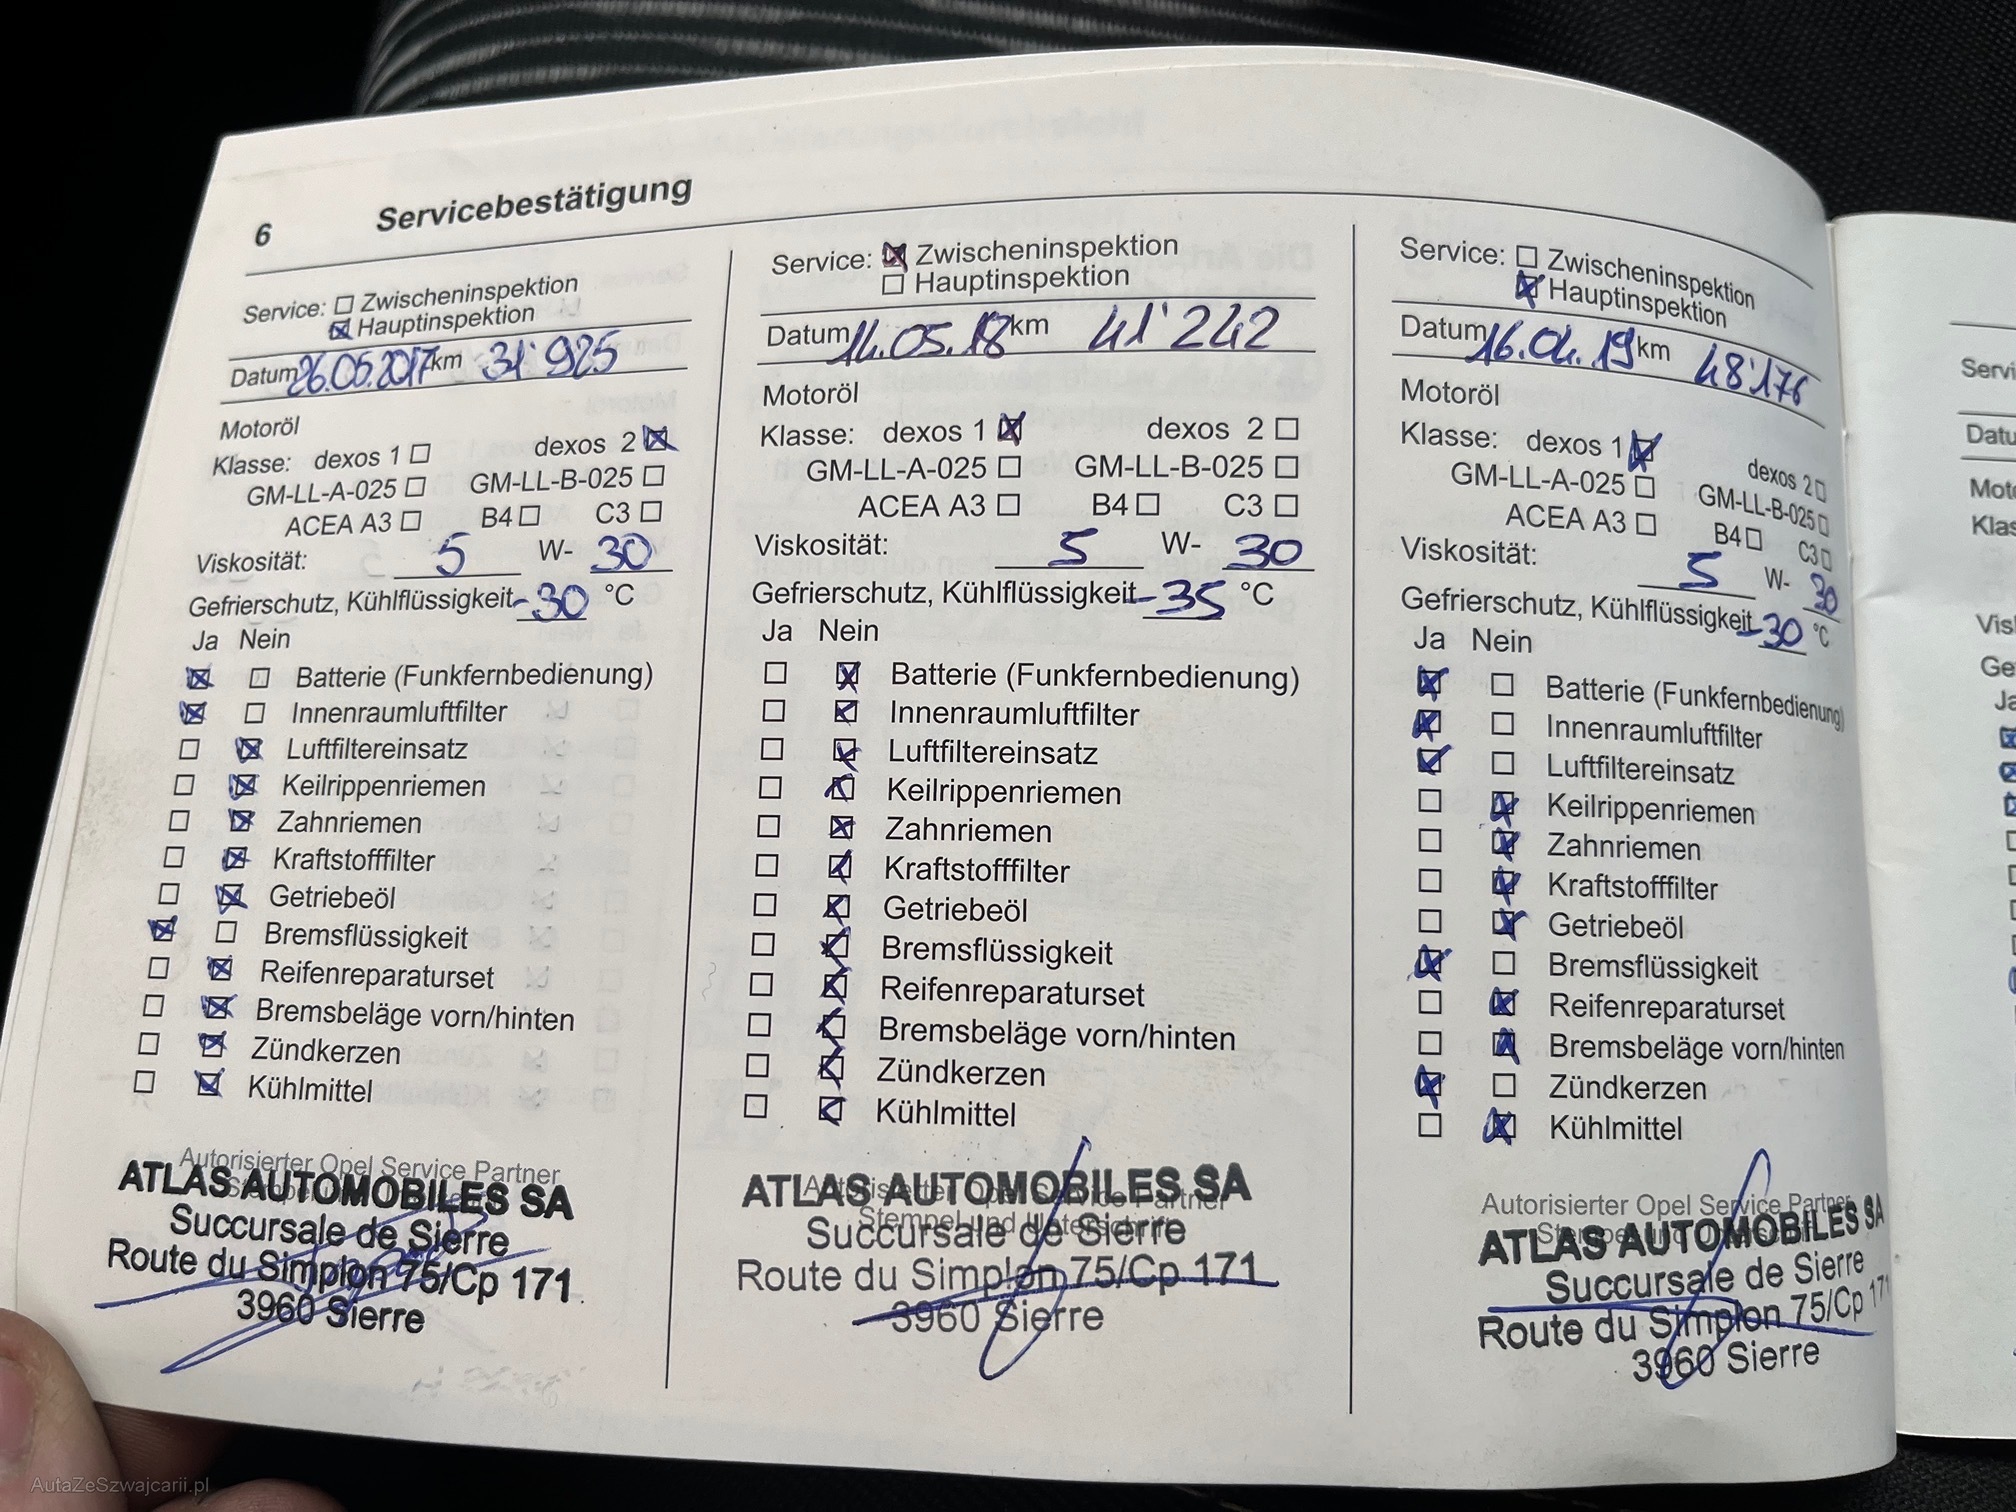 6 Servicebestätigung
Service: ☐ Zwischeninspektion
☒ Hauptinspektion
Datum 26.05.2017 km 31'925
Motoröl
Klasse: dexos 1 ☐ dexos 2 ☒
GM-LL-A-025 ☐ GM-LL-B-025 ☐
ACEA A3 ☐ B4 ☐ C3 ☐
Viskosität: 5 W- 30
Gefrierschutz, Kühlflüssigkeit -30 °C
Ja Nein
☒ ☐ Batterie (Funkfernbedienung)
☒ ☐ Innenraumluftfilter
☐ ☒ Luftfiltereinsatz
☐ ☒ Keilrippenriemen
☐ ☒ Zahnriemen
☐ ☒ Kraftstofffilter
☐ ☒ Getriebeöl
☒ ☐ Bremsflüssigkeit
☐ ☒ Reifenreparaturset
☐ ☒ Bremsbeläge vorn/hinten
☐ ☒ Zündkerzen
☐ ☒ Kühlmittel
Autorisierter Opel Service Partner
ATLAS AUTOMOBILES SA
Succursale de Sierre
Route du Simplon 75/Cp 171
3960 Sierre
Service: ☒ Zwischeninspektion
☐ Hauptinspektion
Datum 14.05.18 km 41'242
Motoröl
Klasse: dexos 1 ☒ dexos 2 ☐
GM-LL-A-025 ☐ GM-LL-B-025 ☐
ACEA A3 ☐ B4 ☐ C3 ☐
Viskosität: 5 W- 30
Gefrierschutz, Kühlflüssigkeit -35 °C
Ja Nein
☐ ☒ Batterie (Funkfernbedienung)
☐ ☒ Innenraumluftfilter
☐ ☒ Luftfiltereinsatz
☐ ☒ Keilrippenriemen
☐ ☒ Zahnriemen
☐ ☒ Kraftstofffilter
☐ ☒ Getriebeöl
☐ ☒ Bremsflüssigkeit
☐ ☒ Reifenreparaturset
☐ ☒ Bremsbeläge vorn/hinten
☐ ☒ Zündkerzen
☐ ☒ Kühlmittel
ATLAS AUTOMOBILES SA
Stempel und Unterschrift
Succursale de Sierre
Route du Simplon 75/Cp 171
3960 Sierre
Service: ☐ Zwischeninspektion
☒ Hauptinspektion
Datum 16.04.19 km 48'176
Motoröl
Klasse: dexos 1 ☒ dexos 2 ☐
GM-LL-A-025 ☐ GM-LL-B-025 ☐
ACEA A3 ☐ B4 ☐ C3 ☐
Viskosität: 5 W- 30
Gefrierschutz, Kühlflüssigkeit -30 °C
Ja Nein
☒ ☐ Batterie (Funkfernbedienung)
☒ ☐ Innenraumluftfilter
☒ ☐ Luftfiltereinsatz
☐ ☒ Keilrippenriemen
☐ ☒ Zahnriemen
☐ ☒ Kraftstofffilter
☐ ☒ Getriebeöl
☒ ☐ Bremsflüssigkeit
☐ ☒ Reifenreparaturset
☐ ☒ Bremsbeläge vorn/hinten
☒ ☐ Zündkerzen
☐ ☒ Kühlmittel
Autorisierter Opel Service Partner
ATLAS AUTOMOBILES SA
Succursale de Sierre
Route du Simplon 75/Cp 171
3960 Sierre
AutaZeSzwajcarii.pl